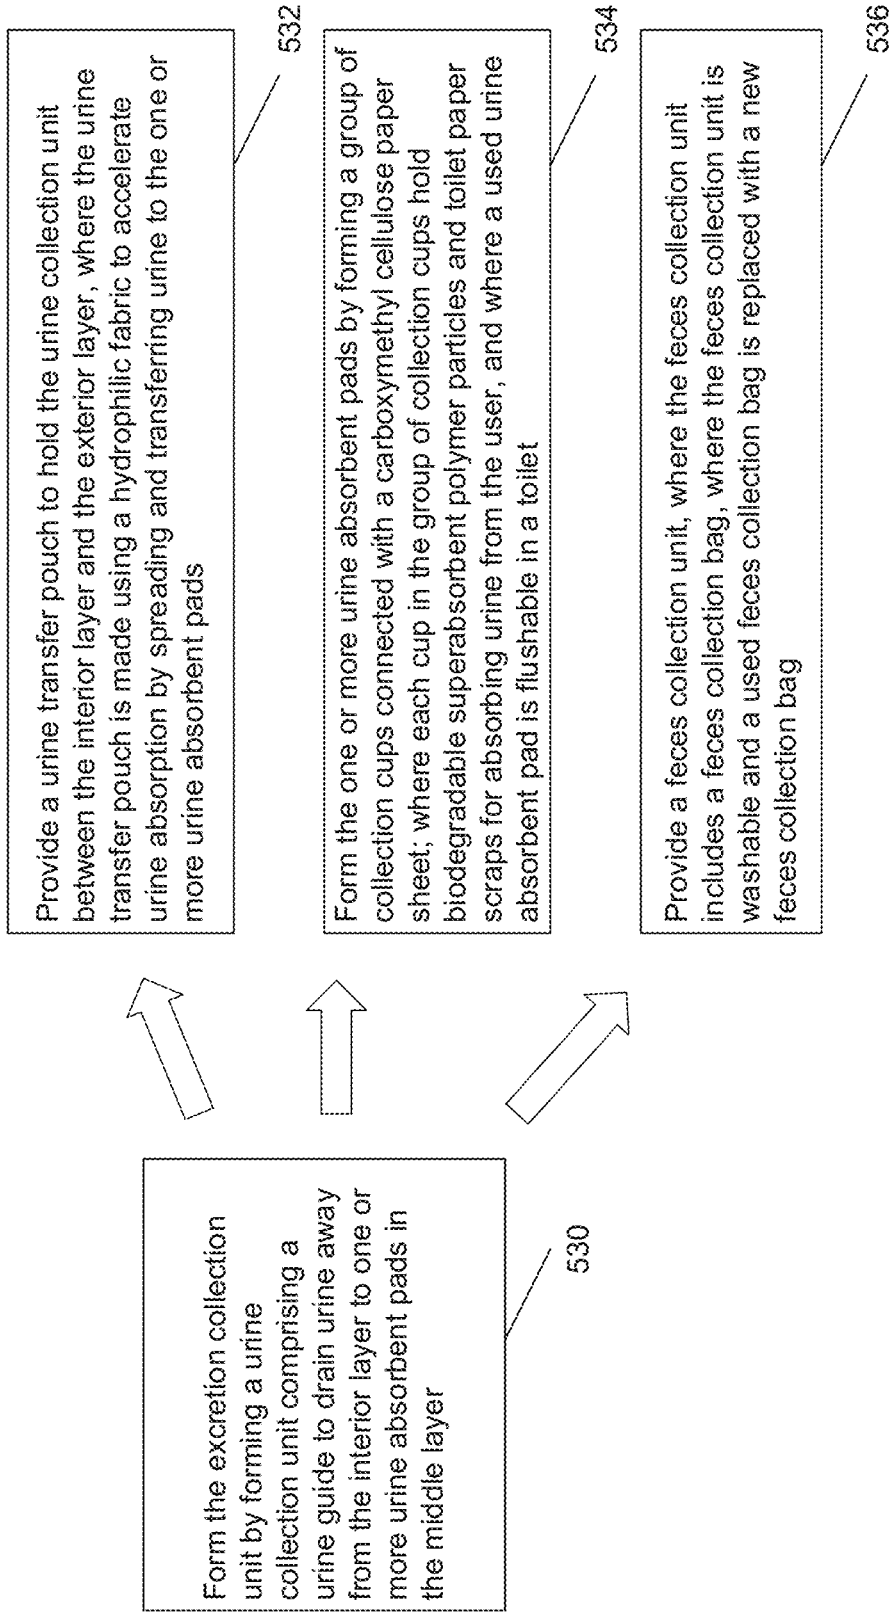 Form the excretion collection
unit by forming a urine
collection unit comprising a
urine guide to drain urine away
from the interior layer to one or
more urine absorbent pads in
the middle layer
530
Provide a urine transfer pouch to hold the urine collection unit
between the interior layer and the exterior layer, where the urine
transfer pouch is made using a hydrophilic fabric to accelerate
urine absorption by spreading and transferring urine to the one or
more urine absorbent pads
532
Form the one or more urine absorbent pads by forming a group of
collection cups connected with a carboxymethyl cellulose paper
sheet; where each cup in the group of collection cups hold
biodegradable superabsorbent polymer particles and toilet paper
scraps for absorbing urine from the user, and where a used urine
absorbent pad is flushable in a toilet
534
Provide a feces collection unit, where the feces collection unit
includes a feces collection bag, where the feces collection unit is
washable and a used feces collection bag is replaced with a new
feces collection bag
536